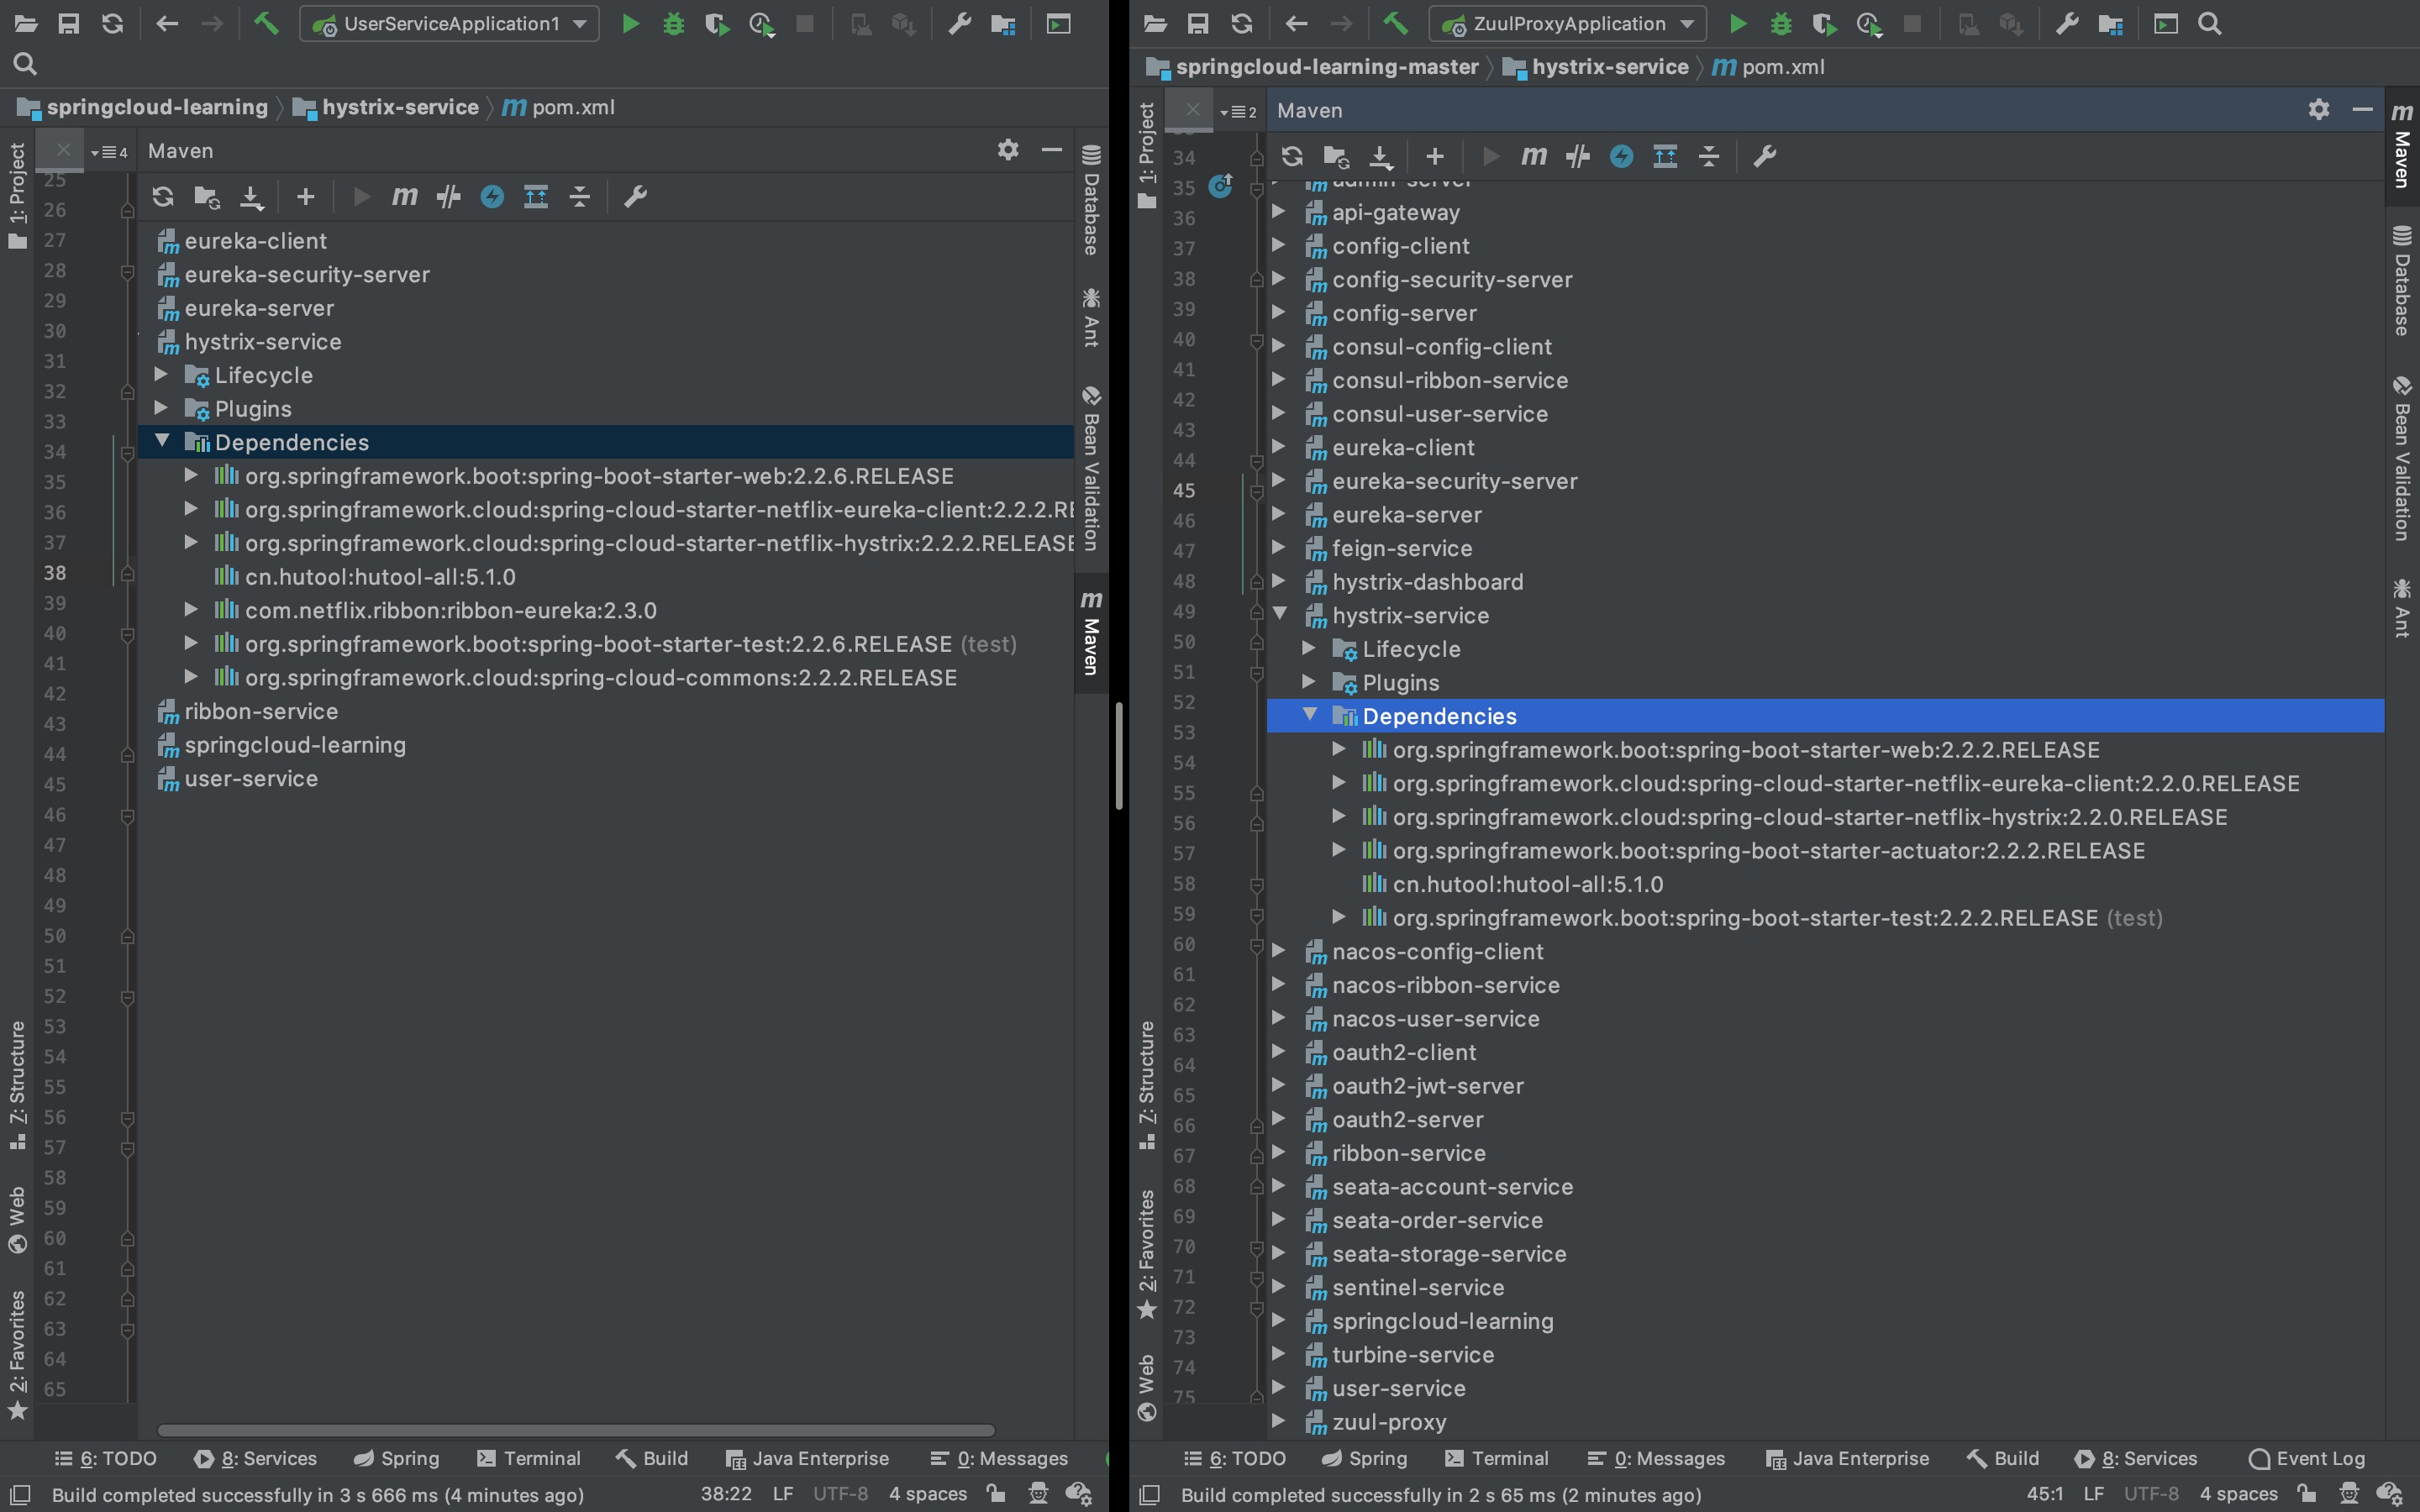 UserServiceApplication1
springcloud-learning
hystrix-service
m pom.xml
1: Project
4
Maven
m
25
26
27
28
29
30
31
32
33
34
35
36
37
38
39
40
41
42
43
44
45
46
47
48
49
50
51
52
53
54
55
56
57
58
59
60
61
62
63
64
65
eureka-client
eureka-security-server
eureka-server
hystrix-service
Lifecycle
Plugins
Dependencies
org.springframework.boot:spring-boot-starter-web:2.2.6.RELEASE
org.springframework.cloud:spring-cloud-starter-netflix-eureka-client:2.2.2.RE
org.springframework.cloud:spring-cloud-starter-netflix-hystrix:2.2.2.RELEASE
cn.hutool:hutool-all:5.1.0
com.netflix.ribbon:ribbon-eureka:2.3.0
org.springframework.boot:spring-boot-starter-test:2.2.6.RELEASE (test)
org.springframework.cloud:spring-cloud-commons:2.2.2.RELEASE
ribbon-service
springcloud-learning
user-service
Database
Ant
Bean Validation
m Maven
Z: Structure
Web
2: Favorites
6: TODO
8: Services
Spring
Terminal
Build
Java Enterprise
0: Messages
Build completed successfully in 3 s 666 ms (4 minutes ago)
38:22
LF
UTF-8
4 spaces
ZuulProxyApplication
springcloud-learning-master
hystrix-service
m pom.xml
1: Project
2
Maven
m
34
35
36
37
38
39
40
41
42
43
44
45
46
47
48
49
50
51
52
53
54
55
56
57
58
59
60
61
62
63
64
65
66
67
68
69
70
71
72
73
74
75
admin-server
api-gateway
config-client
config-security-server
config-server
consul-config-client
consul-ribbon-service
consul-user-service
eureka-client
eureka-security-server
eureka-server
feign-service
hystrix-dashboard
hystrix-service
Lifecycle
Plugins
Dependencies
org.springframework.boot:spring-boot-starter-web:2.2.2.RELEASE
org.springframework.cloud:spring-cloud-starter-netflix-eureka-client:2.2.0.RELEASE
org.springframework.cloud:spring-cloud-starter-netflix-hystrix:2.2.0.RELEASE
org.springframework.boot:spring-boot-starter-actuator:2.2.2.RELEASE
cn.hutool:hutool-all:5.1.0
org.springframework.boot:spring-boot-starter-test:2.2.2.RELEASE (test)
nacos-config-client
nacos-ribbon-service
nacos-user-service
oauth2-client
oauth2-jwt-server
oauth2-server
ribbon-service
seata-account-service
seata-order-service
seata-storage-service
sentinel-service
springcloud-learning
turbine-service
user-service
zuul-proxy
m Maven
Database
Bean Validation
Ant
Z: Structure
2: Favorites
Web
6: TODO
Spring
Terminal
0: Messages
Java Enterprise
Build
8: Services
Event Log
Build completed successfully in 2 s 65 ms (2 minutes ago)
45:1
LF
UTF-8
4 spaces